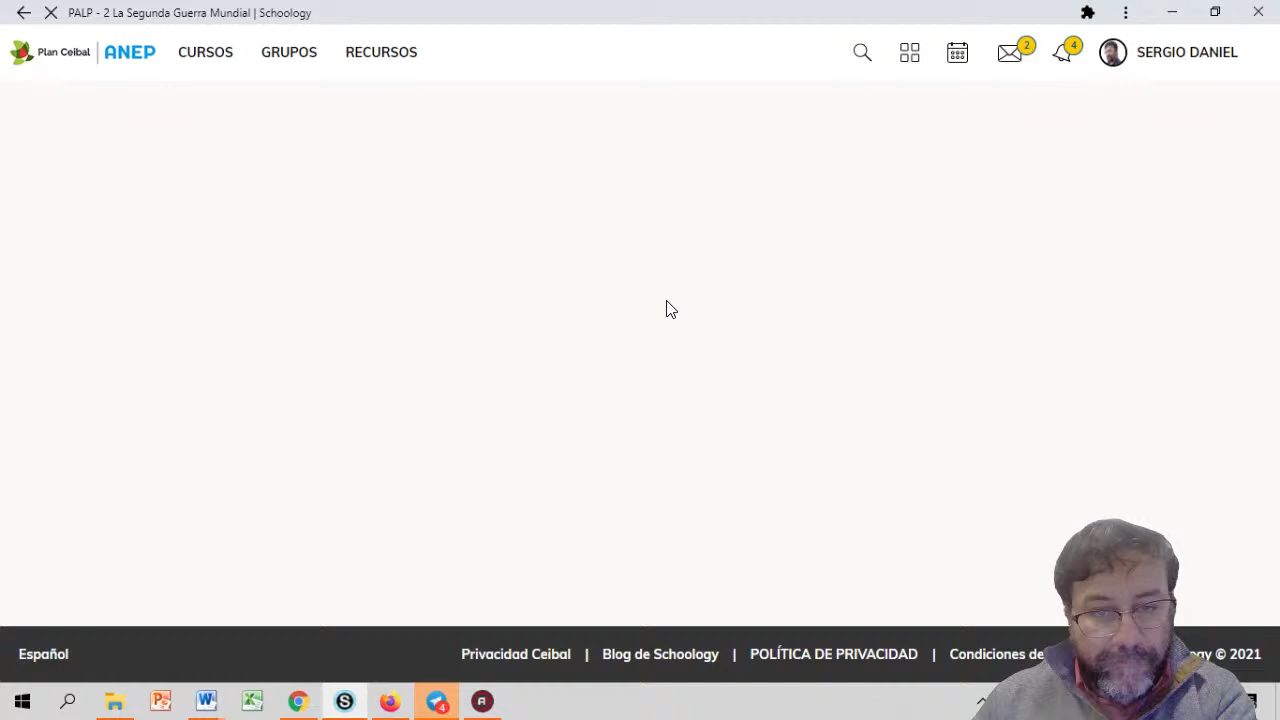 PALP - 2 La Segunda Guerra Mundial | Schoology
Plan Ceibal | ANEP CURSOS GRUPOS RECURSOS 2 4 SERGIO DANIEL
Español Privacidad Ceibal | Blog de Schoology | POLÍTICA DE PRIVACIDAD | Condiciones de © 2021
4